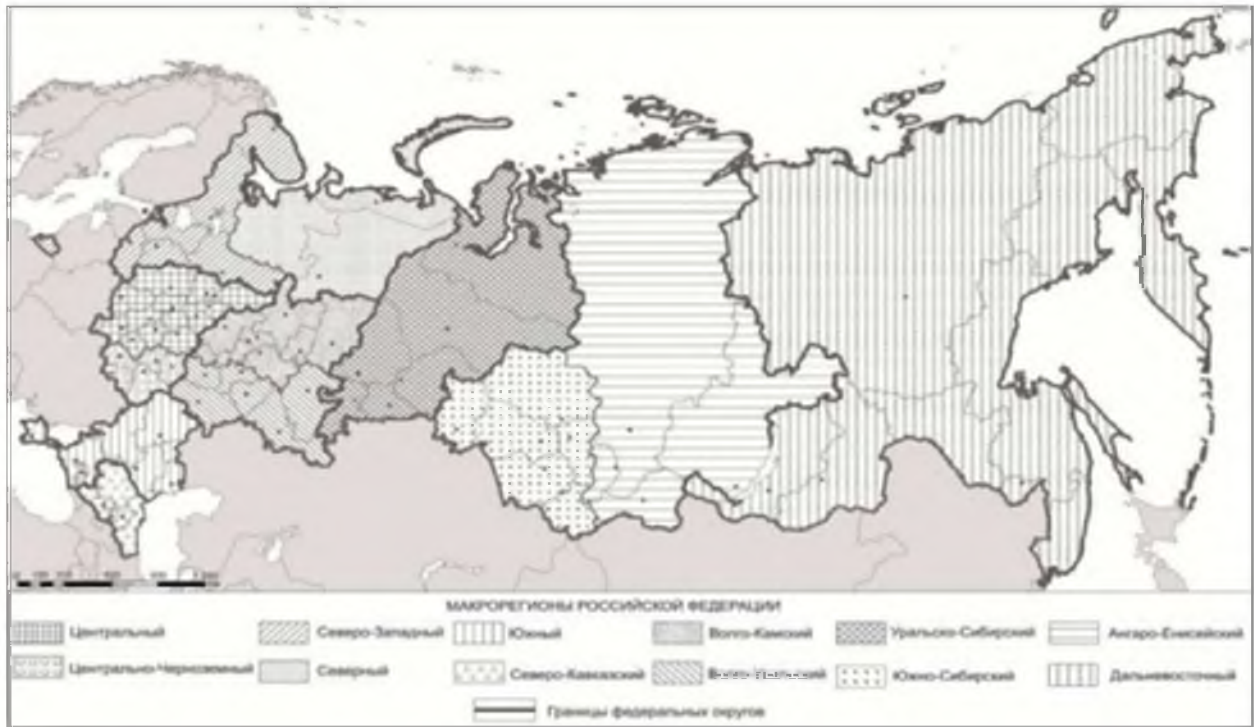 МАКРОРЕГИОНЫ РОССИЙСКОЙ ФЕДЕРАЦИИ
Центральный Северо-Западный Южный Волго-Камский Уральско-Сибирский Ангаро-Енисейский
Центрально-Черноземный Северный Северо-Кавказский Южно-Сибирский Дальневосточный
Границы федеральных округов